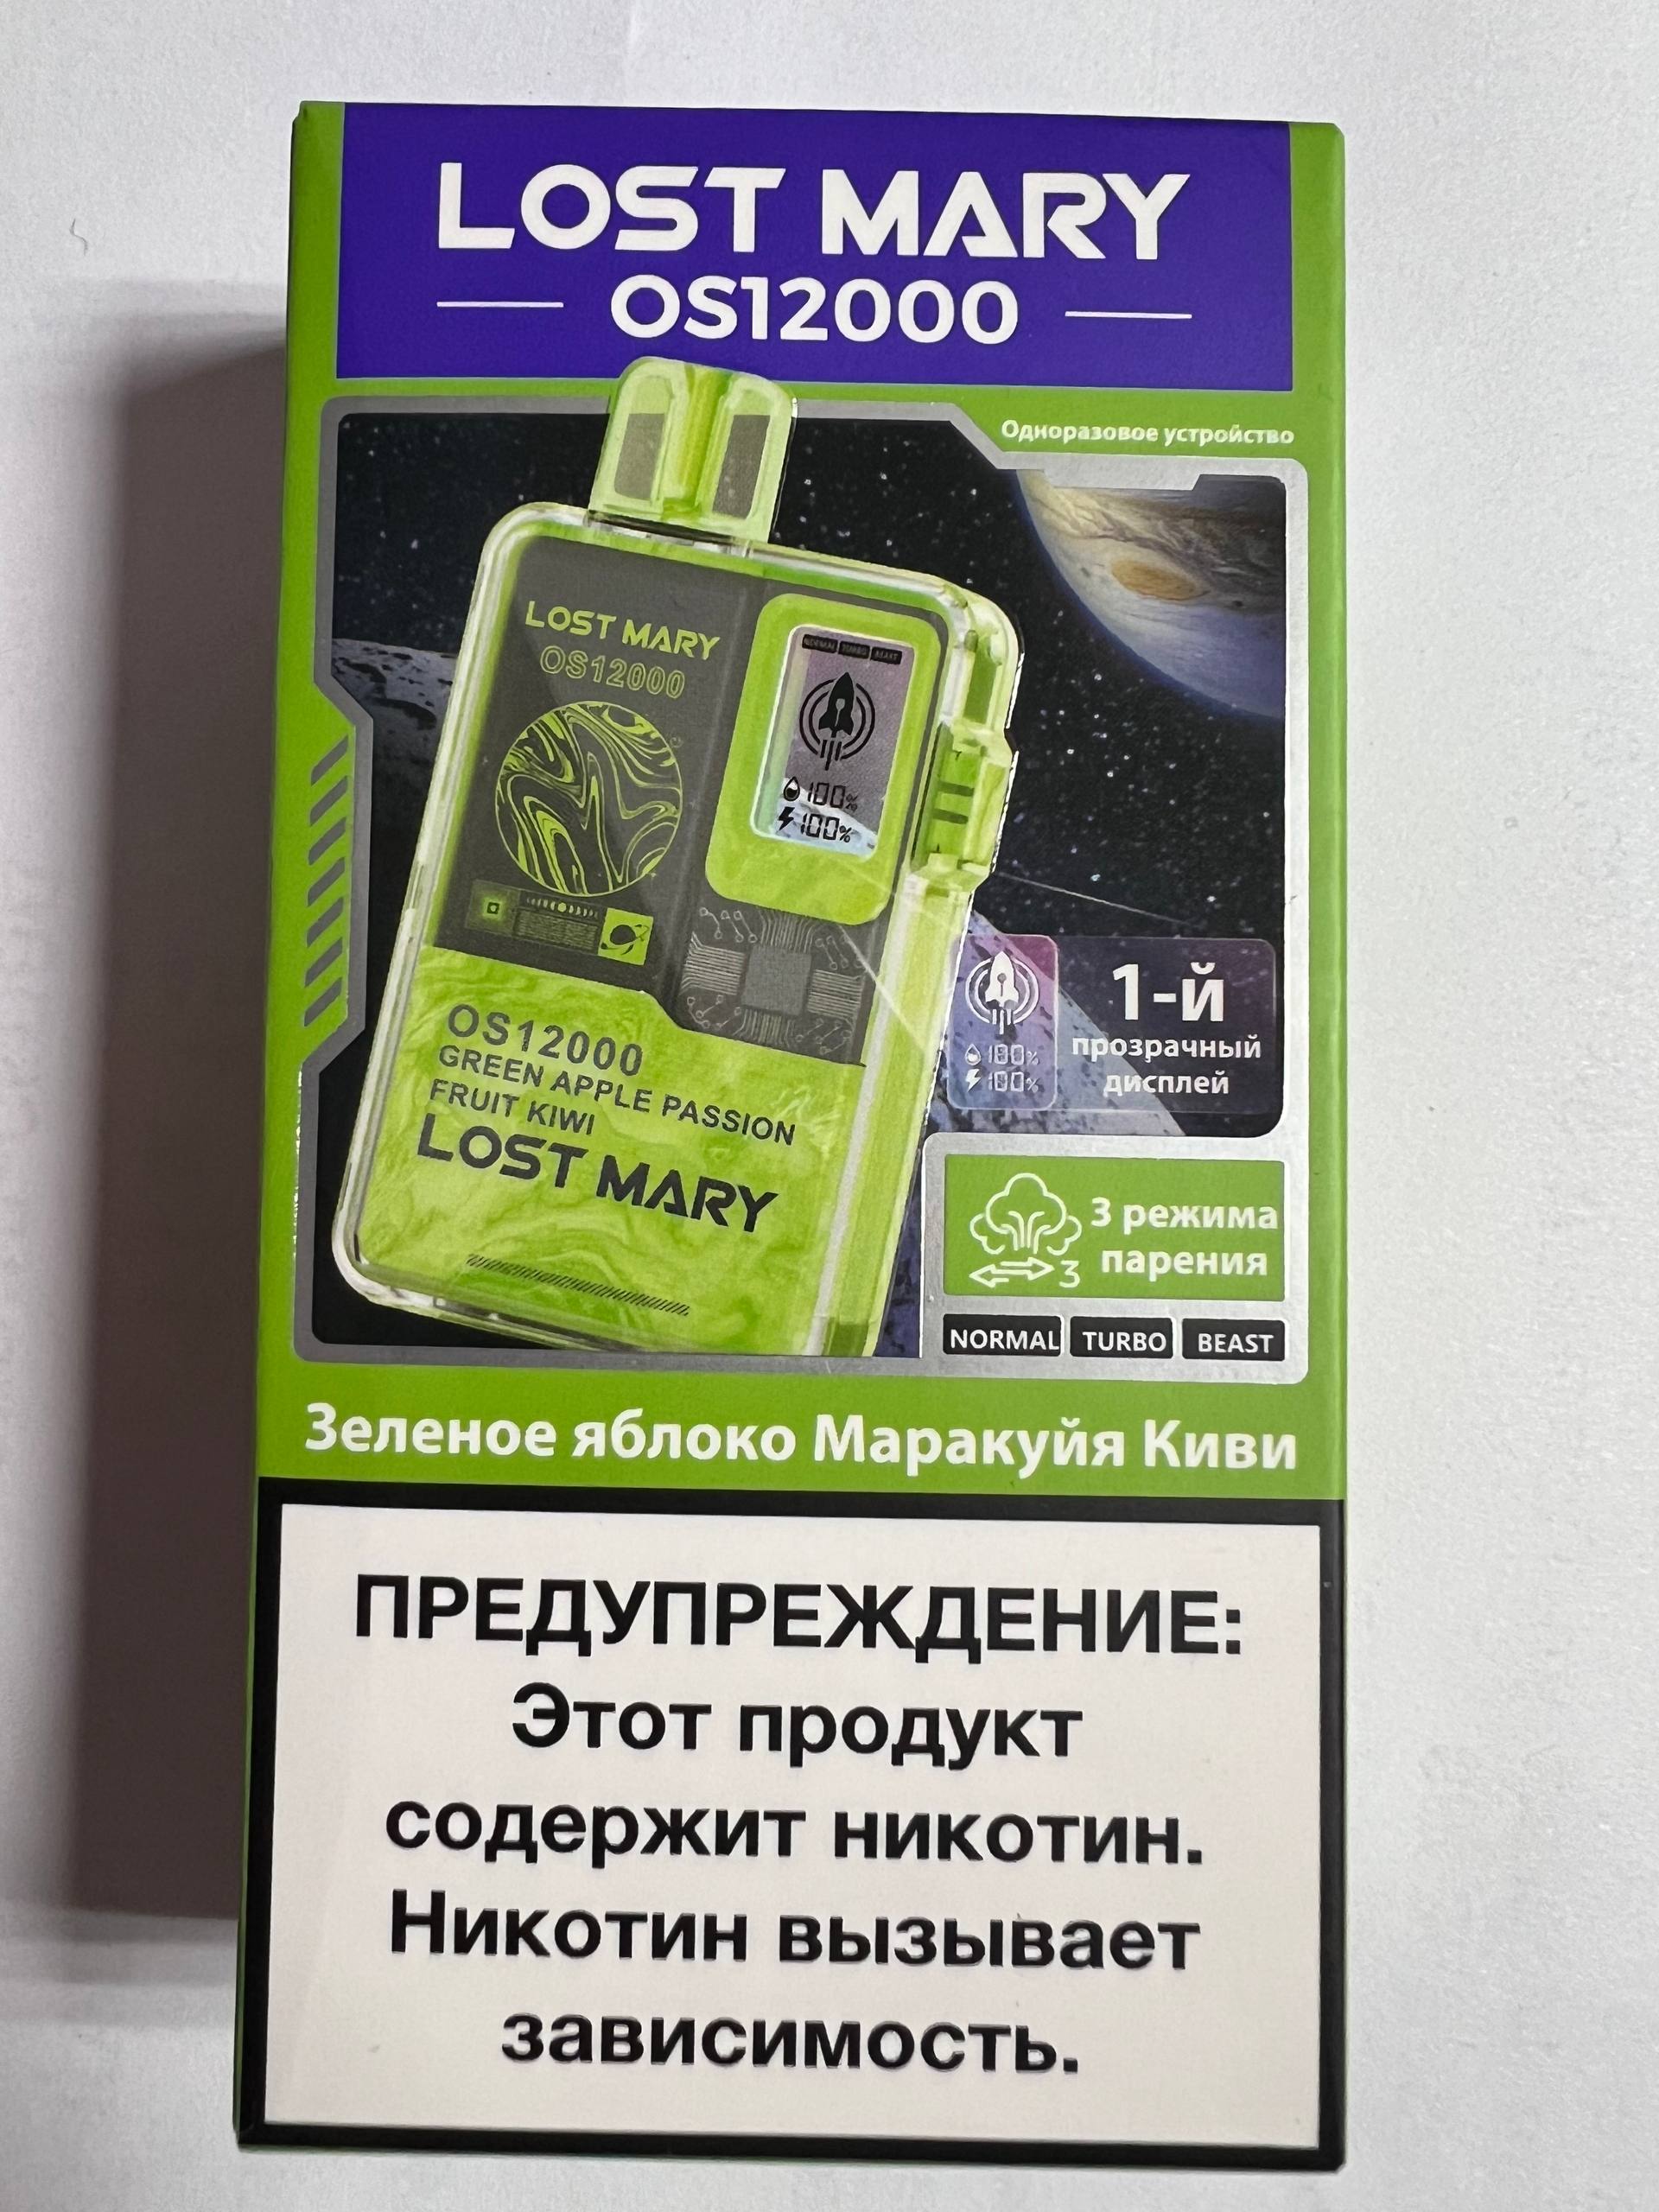 LOST MARY
OS12000
Одноразовое устройство
LOST MARY
OS12000
NORMAL TURBO BEAST
100%
100%
OS12000
GREEN APPLE PASSION
FRUIT KIWI
LOST MARY
1-й
прозрачный
дисплей
100%
100%
3 режима
парения
3
NORMAL TURBO BEAST
Зеленое яблоко Маракуйя Киви
ПРЕДУПРЕЖДЕНИЕ:
Этот продукт
содержит никотин.
Никотин вызывает
зависимость.